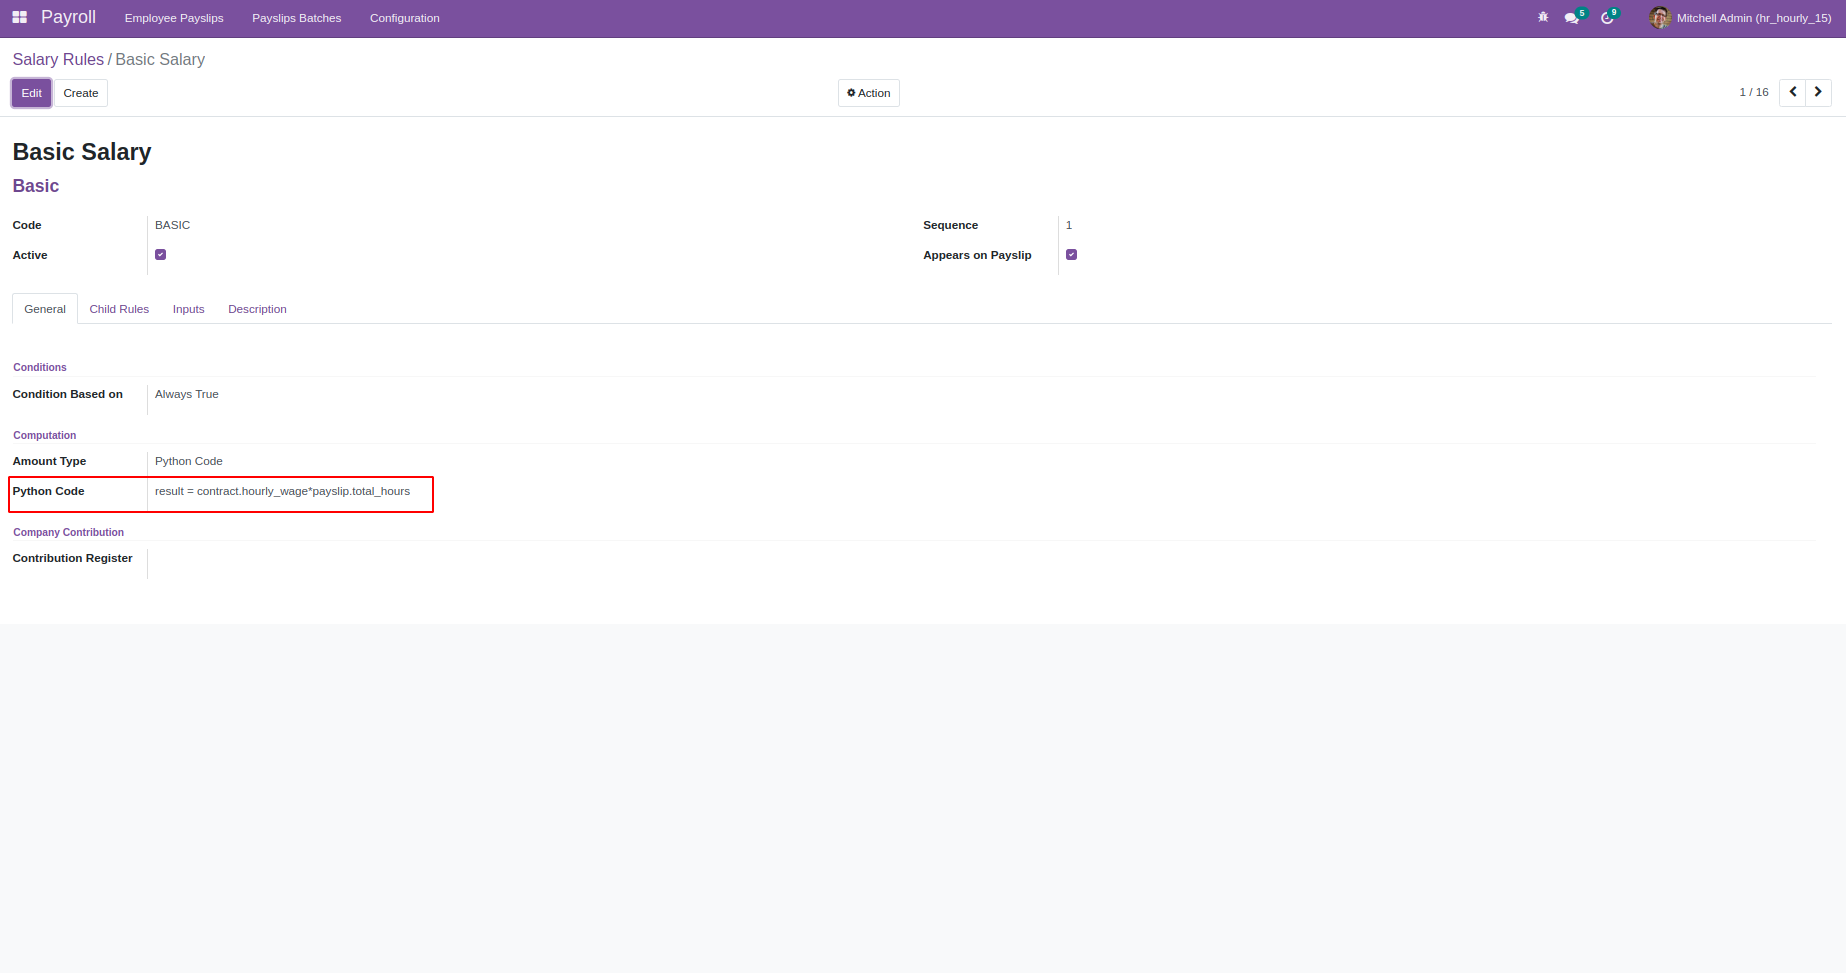 Payroll Employee Payslips Payslips Batches Configuration 5 9 Mitchell Admin (hr_hourly_15)
Salary Rules / Basic Salary
Edit Create Action 1 / 16
Basic Salary
Basic
Code BASIC Sequence 1
Active Appears on Payslip
General Child Rules Inputs Description
Conditions
Condition Based on Always True
Computation
Amount Type Python Code
Python Code result = contract.hourly_wage*payslip.total_hours
Company Contribution
Contribution Register